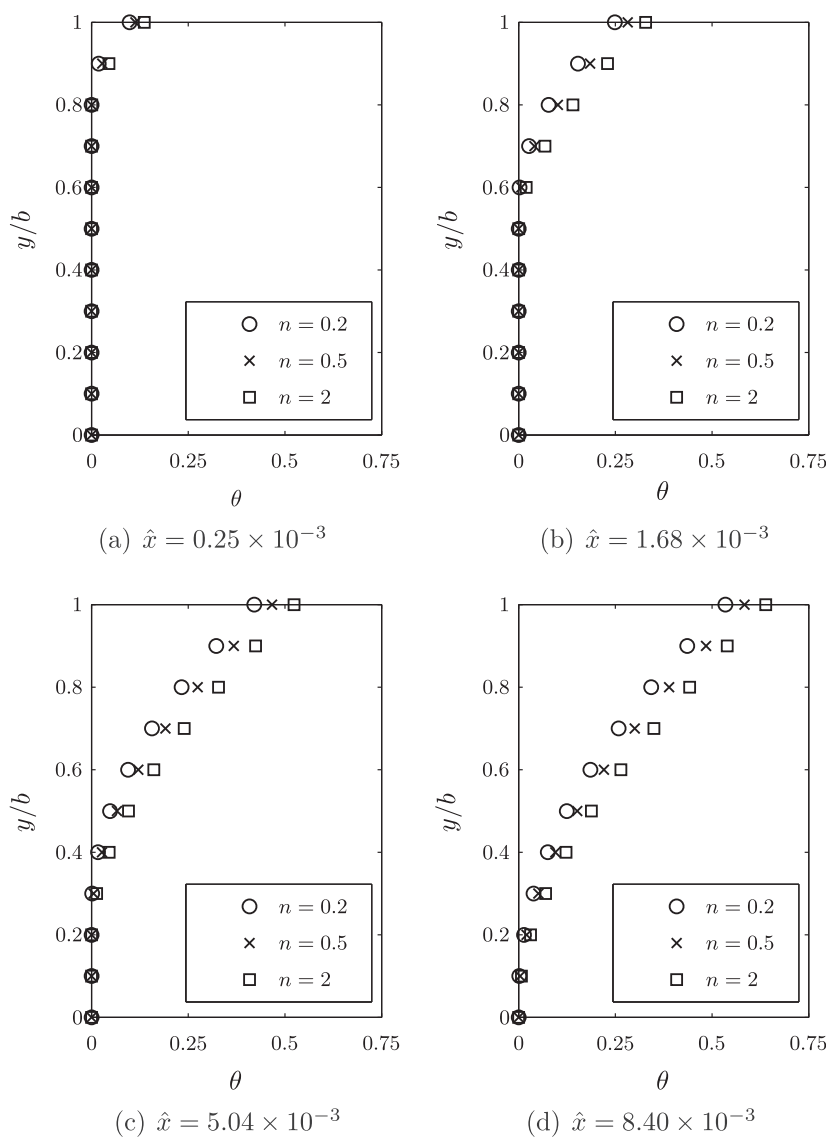 1
0.8
0.6
y/b
0.4
0.2
0
n = 0.2
n = 0.5
n = 2
0 0.25 0.5 0.75
θ
(a) x̂ = 0.25 × 10⁻³
1
0.8
0.6
y/b
0.4
0.2
0
n = 0.2
n = 0.5
n = 2
0 0.25 0.5 0.75
θ
(b) x̂ = 1.68 × 10⁻³
1
0.8
0.6
y/b
0.4
0.2
0
n = 0.2
n = 0.5
n = 2
0 0.25 0.5 0.75
θ
(c) x̂ = 5.04 × 10⁻³
1
0.8
0.6
y/b
0.4
0.2
0
n = 0.2
n = 0.5
n = 2
0 0.25 0.5 0.75
θ
(d) x̂ = 8.40 × 10⁻³